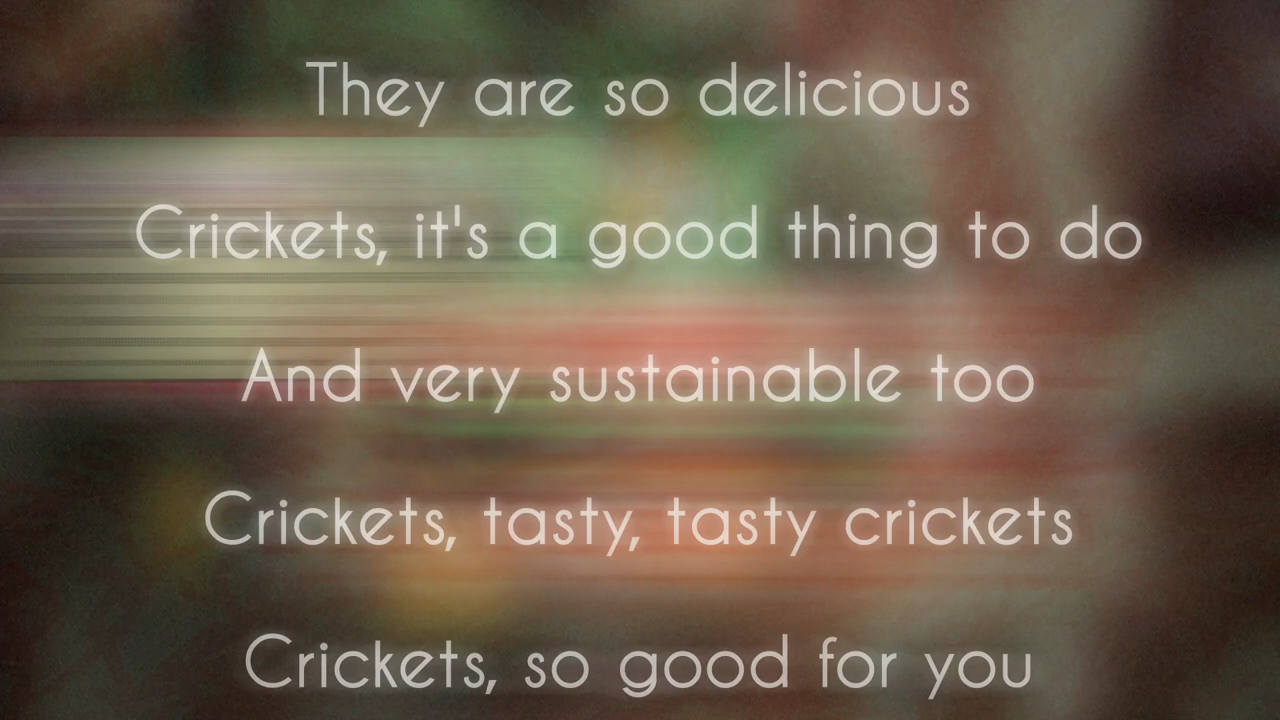 They are so delicious
Crickets, it's a good thing to do
And very sustainable too
Crickets, tasty, tasty crickets
Crickets, so good for you